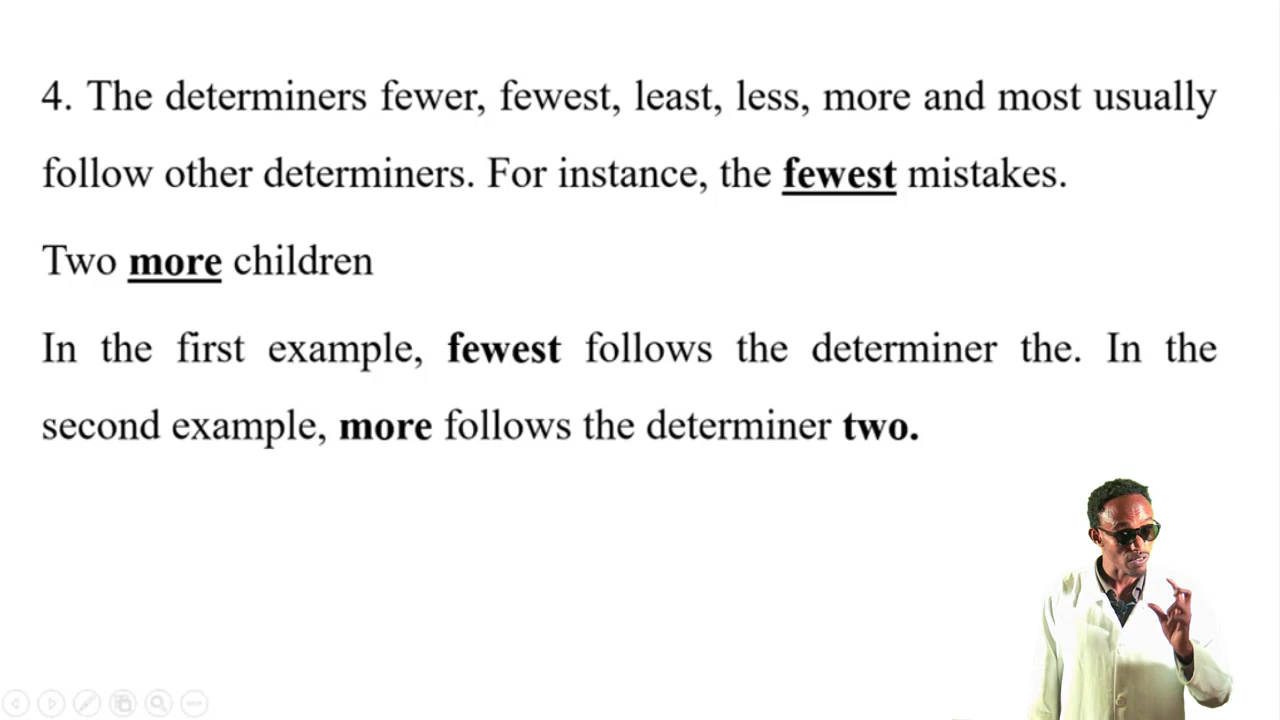 4. The determiners fewer, fewest, least, less, more and most usually
follow other determiners. For instance, the fewest mistakes.
Two more children
In the first example, fewest follows the determiner the. In the
second example, more follows the determiner two.